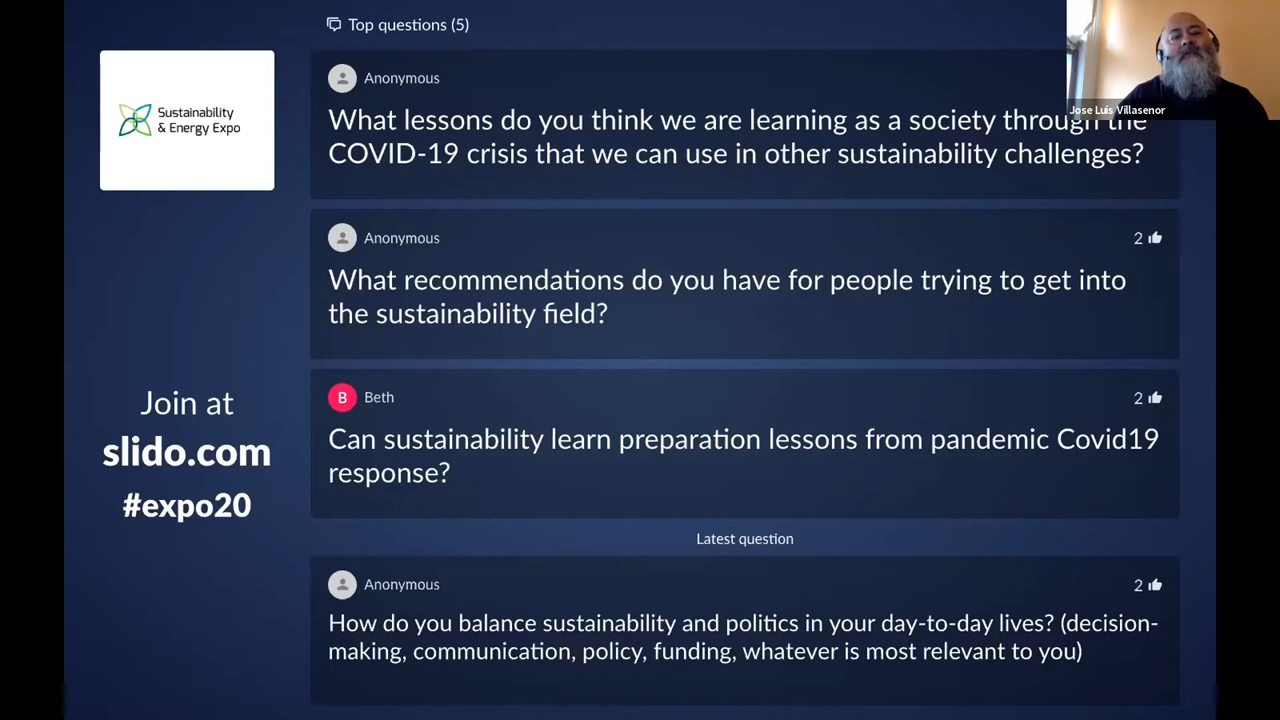 Top questions (5)
Sustainability
& Energy Expo
Anonymous
What lessons do you think we are learning as a society through the
COVID-19 crisis that we can use in other sustainability challenges?
Jose Luis Villasenor
Anonymous
2
What recommendations do you have for people trying to get into
the sustainability field?
B
Beth
2
Can sustainability learn preparation lessons from pandemic Covid19
response?
Join at
slido.com
#expo20
Latest question
Anonymous
2
How do you balance sustainability and politics in your day-to-day lives? (decision-
making, communication, policy, funding, whatever is most relevant to you)